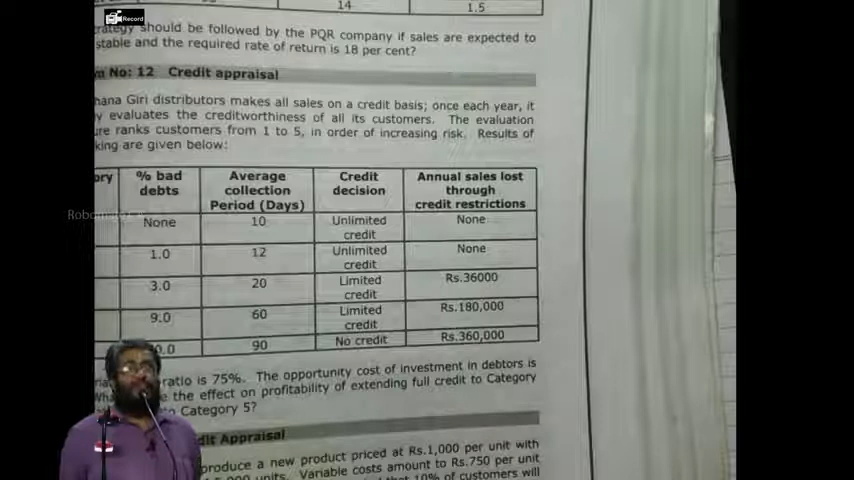 Record
14 1.5
should be followed by the PQR company if sales are expected to
stable and the required rate of return is 18 per cent?
No: 12 Credit appraisal
Giri distributors makes all sales on a credit basis; once each year, it
evaluates the creditworthiness of all its customers. The evaluation
ranks customers from 1 to 5, in order of increasing risk. Results of
are given below:
% bad debts Average collection Period (Days) Credit decision Annual sales lost through credit restrictions
None 10 Unlimited credit None
1.0 12 Unlimited credit None
3.0 20 Limited credit Rs.36000
9.0 60 Limited credit Rs.180,000
90 No credit Rs.360,000
ratio is 75%. The opportunity cost of investment in debtors is
the effect on profitability of extending full credit to Category
Category 5?
Appraisal
produce a new product priced at Rs.1,000 per unit with
units. Variable costs amount to Rs.750 per unit
that 10% of customers will